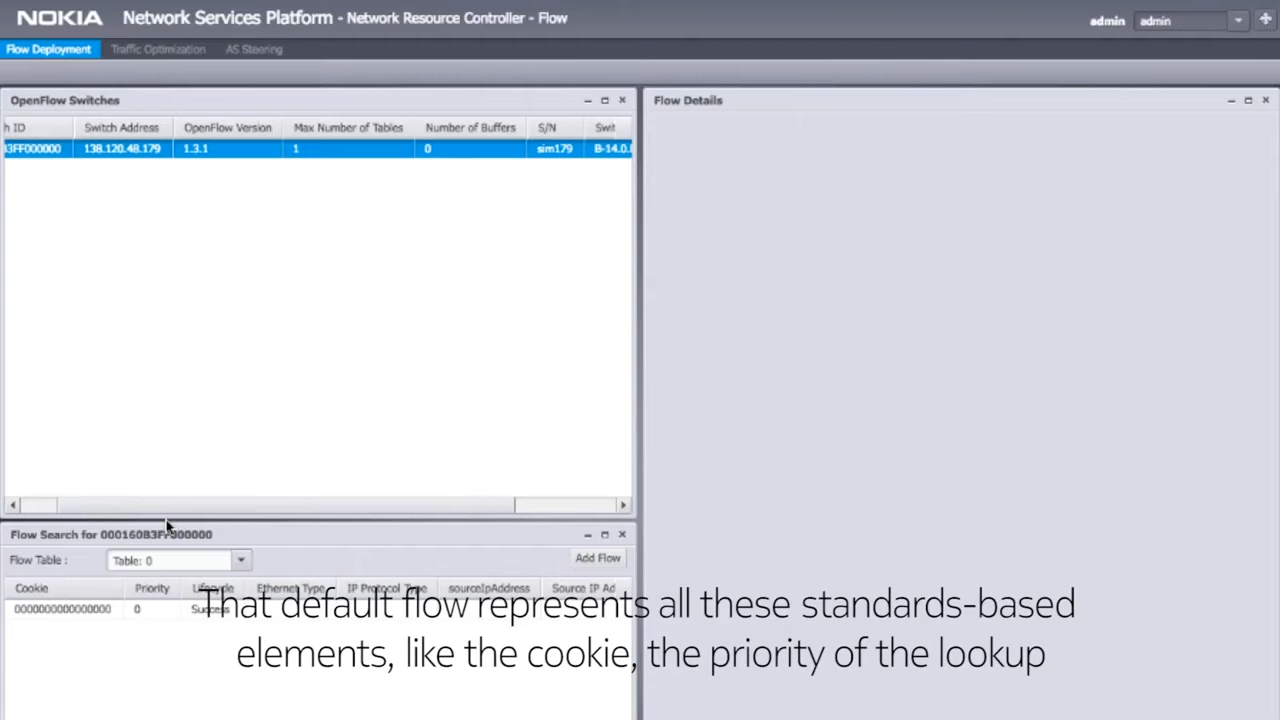 NOKIA Network Services Platform - Network Resource Controller - Flow admin admin
Flow Deployment Traffic Optimization AS Steering
OpenFlow Switches
h ID Switch Address OpenFlow Version Max Number of Tables Number of Buffers S/N Swit
3FF000000 138.120.48.179 1.3.1 1 0 sim179 B-14.0.
Flow Details
Flow Search for 000160B3FF000000
Flow Table : Table: 0 Add Flow
Cookie Priority Lifecycle Ethernet Type IP Protocol Type sourceIpAddress Source IP Ad
0000000000000000 0 Success
That default flow represents all these standards-based
elements, like the cookie, the priority of the lookup